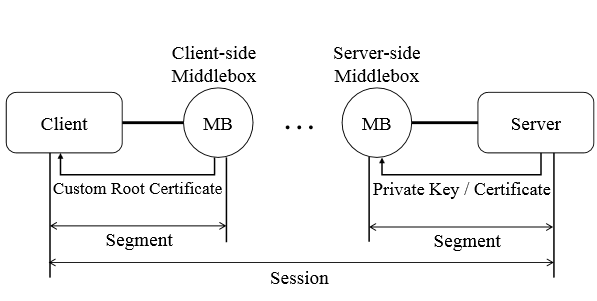 Client-side
Middlebox
Server-side
Middlebox
Client
MB
...
MB
Server
Custom Root Certificate
Private Key / Certificate
Segment
Segment
Session